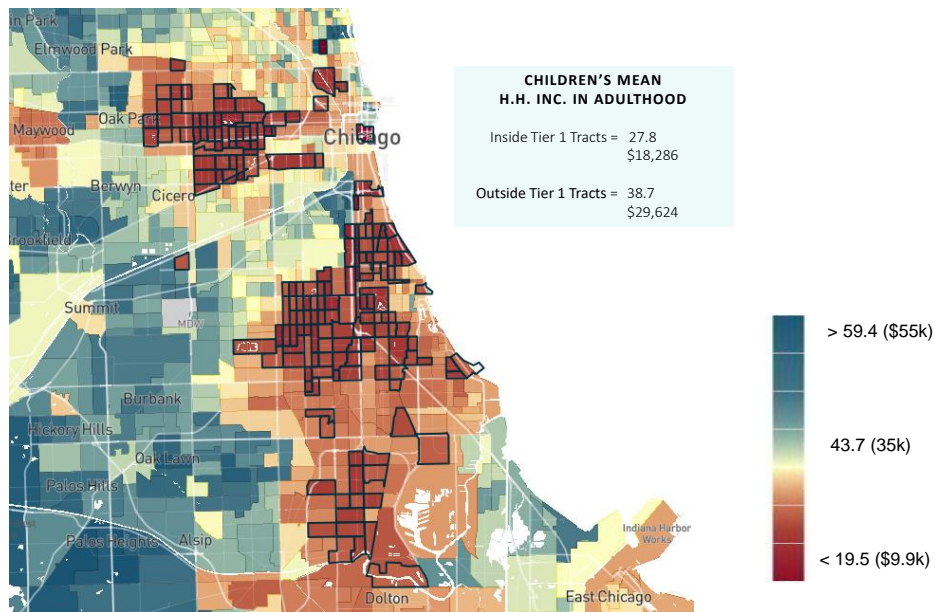 in Park
Elmwood Park
Oak Park
Maywood
Chicago
ter
Berwyn
Cicero
Brookfield
Summit
MDW
Burbank
Hickory Hills
Oak Lawn
Palos Hills
Palos Heights
Alsip
Dolton
Indiana Harbor
Works
East Chicago
CHILDREN'S MEAN
H.H. INC. IN ADULTHOOD
Inside Tier 1 Tracts = 27.8
$18,286
Outside Tier 1 Tracts = 38.7
$29,624
> 59.4 ($55k)
43.7 (35k)
< 19.5 ($9.9k)